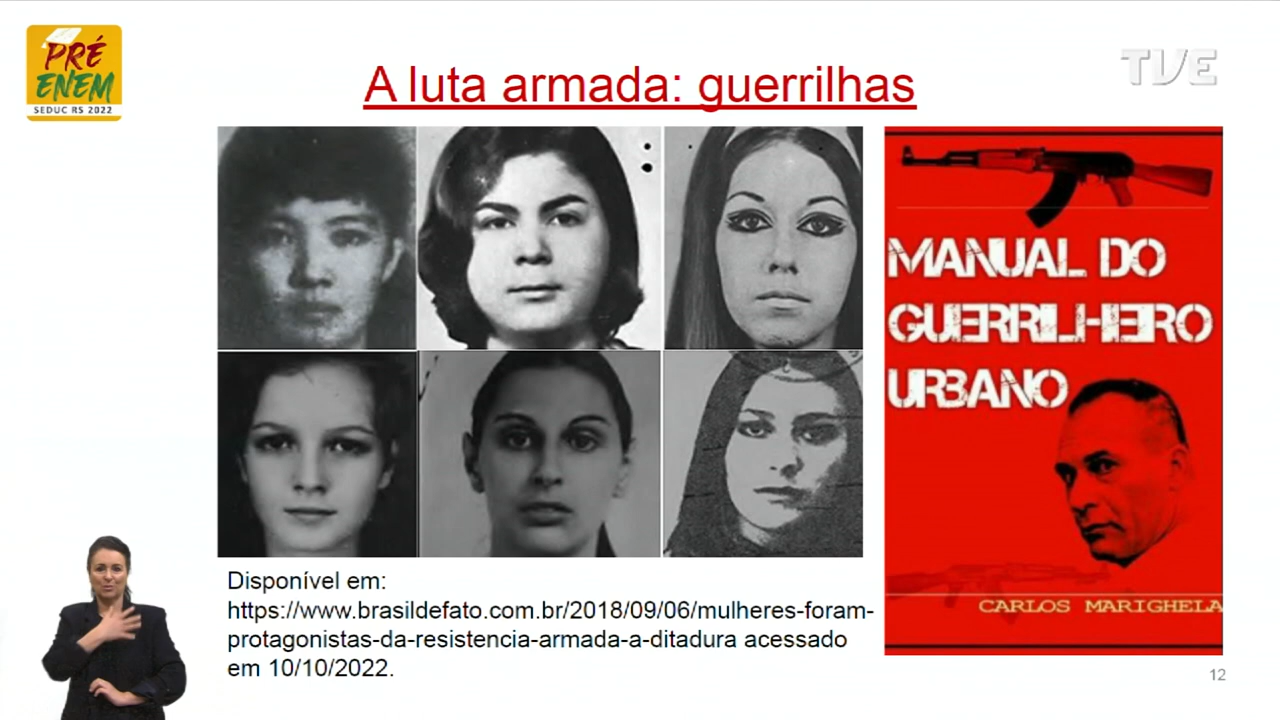 PRÉ
ENEM
SEDUC RS 2022
TVE
A luta armada: guerrilhas
MANUAL DO
GUERRILHEIRO
URBANO
CARLOS MARIGHELA
Disponível em:
https://www.brasildefato.com.br/2018/09/06/mulheres-foram-
protagonistas-da-resistencia-armada-a-ditadura acessado
em 10/10/2022.
12